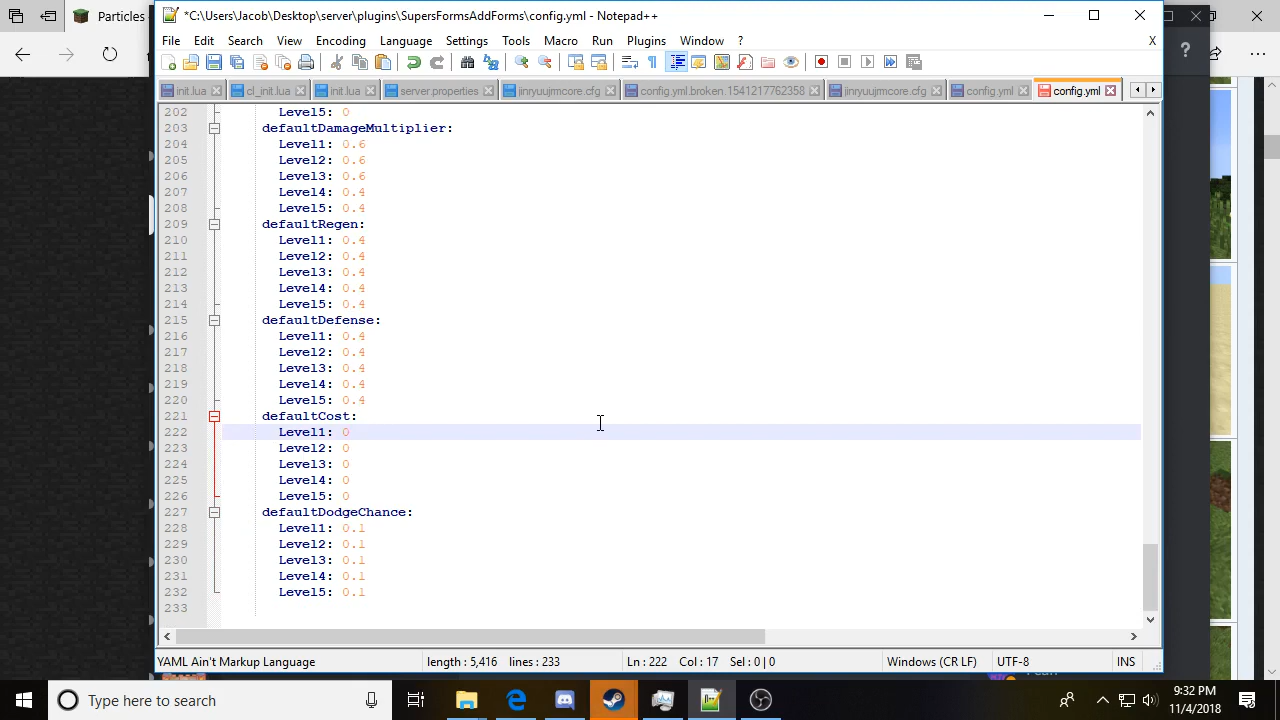 Particles
*C:\Users\Jacob\Desktop\server\plugins\SupersFormatted\Forms\config.yml - Notepad++
File Edit Search View Encoding Language Settings Tools Macro Run Plugins Window ? X
init.lua cl_init.lua init.lua server.properties jinryuujrmcore.cfg config.yml.broken.1541217762358 jinryuujrmcore.cfg config.yml config.yml
202 Level5: 0
203 defaultDamageMultiplier:
204 Level1: 0.6
205 Level2: 0.6
206 Level3: 0.6
207 Level4: 0.4
208 Level5: 0.4
209 defaultRegen:
210 Level1: 0.4
211 Level2: 0.4
212 Level3: 0.4
213 Level4: 0.4
214 Level5: 0.4
215 defaultDefense:
216 Level1: 0.4
217 Level2: 0.4
218 Level3: 0.4
219 Level4: 0.4
220 Level5: 0.4
221 defaultCost:
222 Level1: 0
223 Level2: 0
224 Level3: 0
225 Level4: 0
226 Level5: 0
227 defaultDodgeChance:
228 Level1: 0.1
229 Level2: 0.1
230 Level3: 0.1
231 Level4: 0.1
232 Level5: 0.1
233
YAML Ain't Markup Language length : 5,416 lines : 233 Ln : 222 Col : 17 Sel : 0 | 0 Windows (CR LF) UTF-8 INS
Type here to search
9:32 PM
11/4/2018